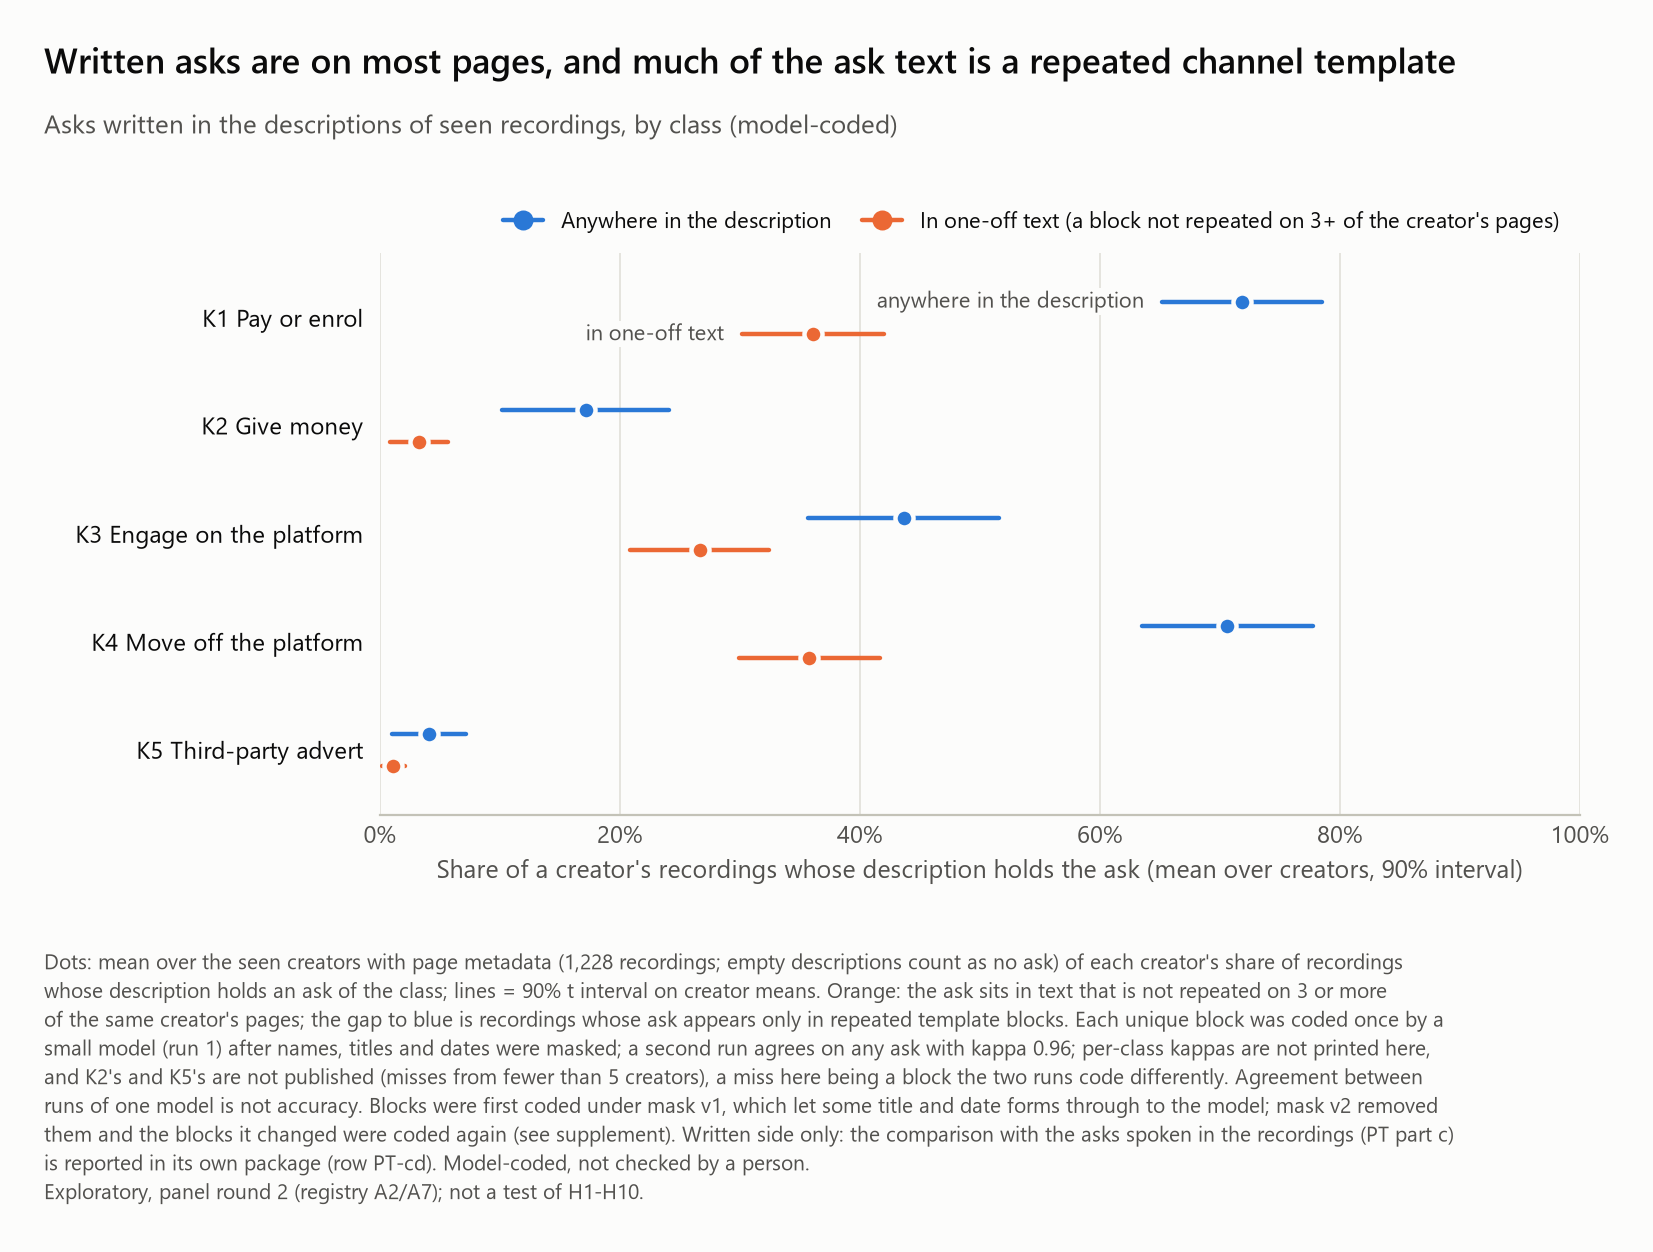 Written asks are on most pages, and much of the ask text is a repeated channel template
Asks written in the descriptions of seen recordings, by class (model-coded)
Anywhere in the description
In one-off text (a block not repeated on 3+ of the creator's pages)
K1 Pay or enrol
anywhere in the description
in one-off text
K2 Give money
K3 Engage on the platform
K4 Move off the platform
K5 Third-party advert
0% 20% 40% 60% 80% 100%
Share of a creator's recordings whose description holds the ask (mean over creators, 90% interval)
Dots: mean over the seen creators with page metadata (1,228 recordings; empty descriptions count as no ask) of each creator's share of recordings
whose description holds an ask of the class; lines = 90% t interval on creator means. Orange: the ask sits in text that is not repeated on 3 or more
of the same creator's pages; the gap to blue is recordings whose ask appears only in repeated template blocks. Each unique block was coded once by a
small model (run 1) after names, titles and dates were masked; a second run agrees on any ask with kappa 0.96; per-class kappas are not printed here,
and K2's and K5's are not published (misses from fewer than 5 creators), a miss here being a block the two runs code differently. Agreement between
runs of one model is not accuracy. Blocks were first coded under mask v1, which let some title and date forms through to the model; mask v2 removed
them and the blocks it changed were coded again (see supplement). Written side only: the comparison with the asks spoken in the recordings (PT part c)
is reported in its own package (row PT-cd). Model-coded, not checked by a person.
Exploratory, panel round 2 (registry A2/A7); not a test of H1-H10.